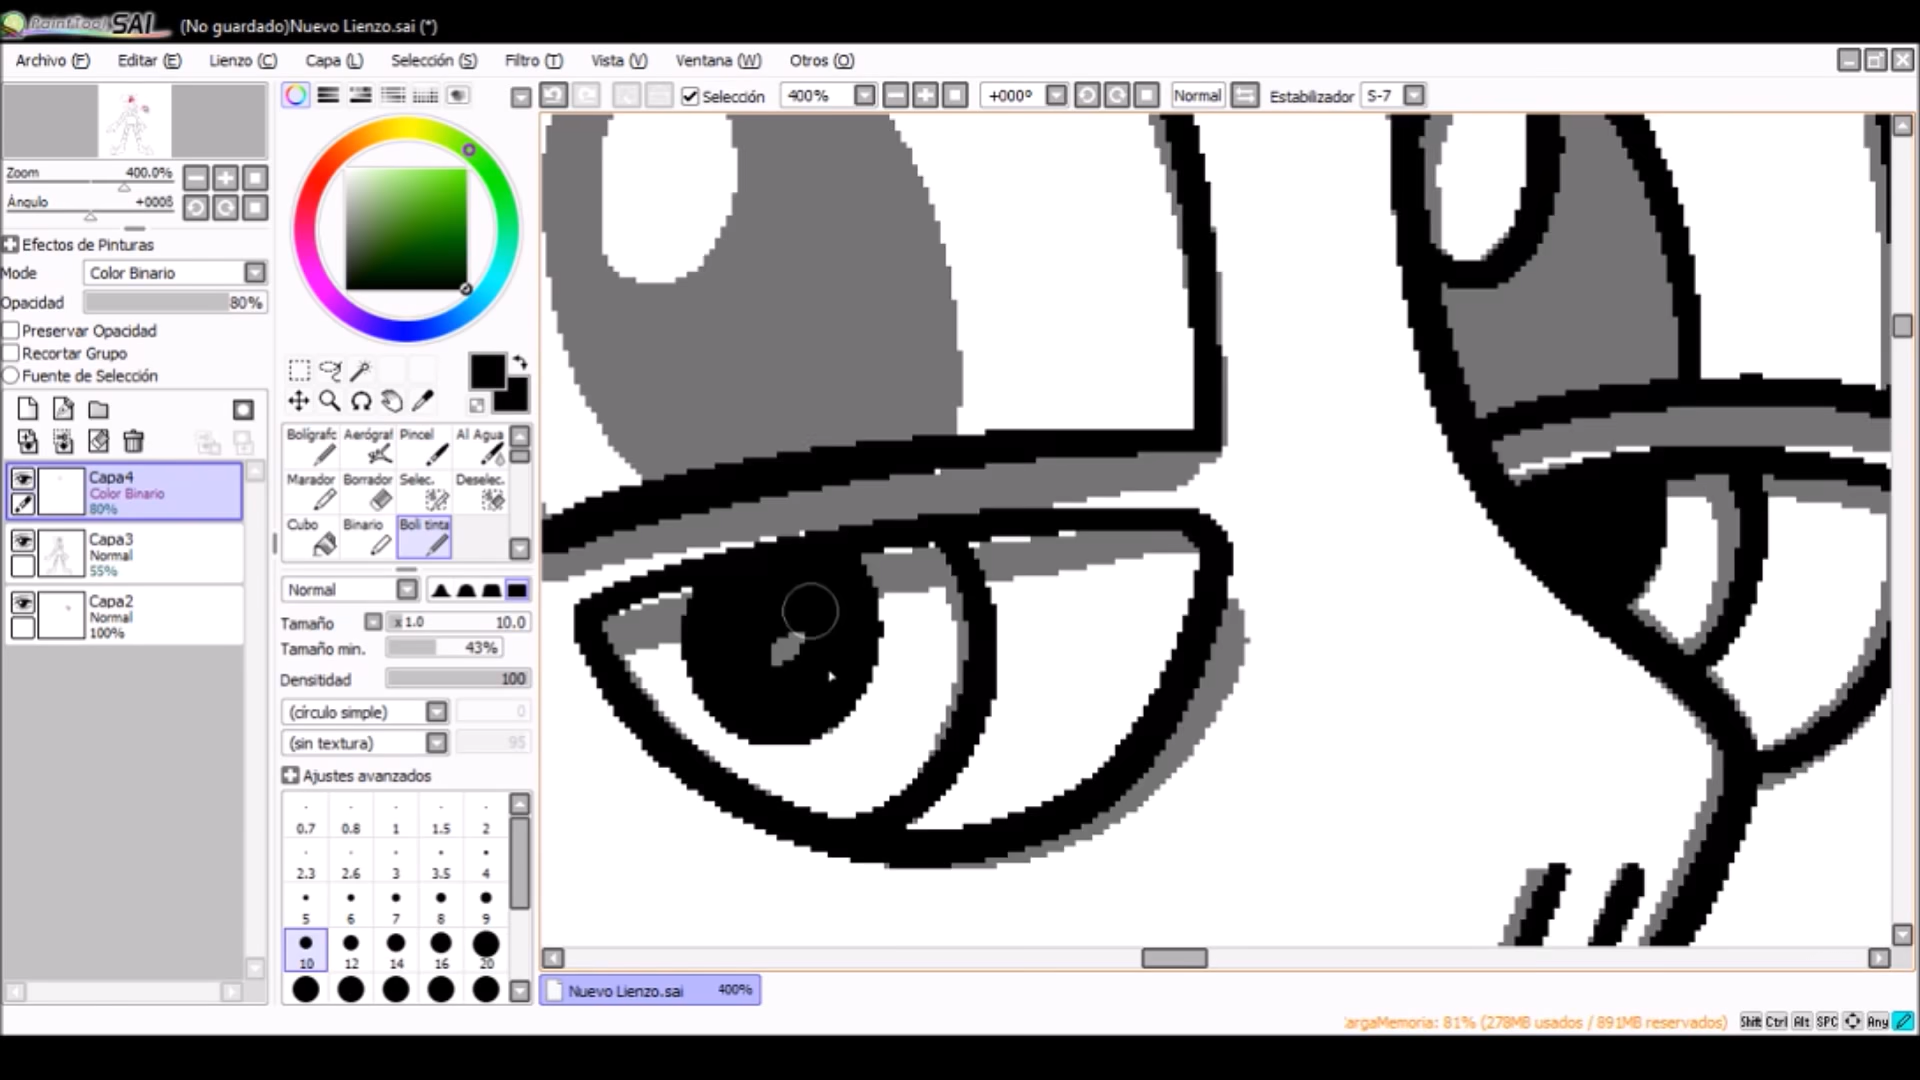 PaintTool SAI (No guardado)Nuevo Lienzo.sai (*)
Archivo (F) Editar (E) Lienzo (C) Capa (L) Selección (S) Filtro (T) Vista (V) Ventana (W) Otros (O)
Selección 400% +000º Normal Estabilizador S-7
Zoom 400.0%
Ángulo +000
Efectos de Pinturas
Mode Color Binario
Opacidad 80%
Preservar Opacidad
Recortar Grupo
Fuente de Selección
Capa4
Color Binario
80%
Capa3
Normal
55%
Capa2
Normal
100%
Bolígrafc Aerógraf Pincel Al Agua
Marador Borrador Selec. Deselec.
Cubo Binario Boli tinta
Normal
Tamaño x 1.0 10.0
Tamaño min. 43%
Densitidad 100
(círculo simple) 0
(sin textura) 95
Ajustes avanzados
0.7 0.8 1 1.5 2
2.3 2.6 3 3.5 4
5 6 7 8 9
10 12 14 16 20
Nuevo Lienzo.sai 400%
argaMemoria: 81% (278MB usados / 891MB reservados) Shift Ctrl Alt SPC Any